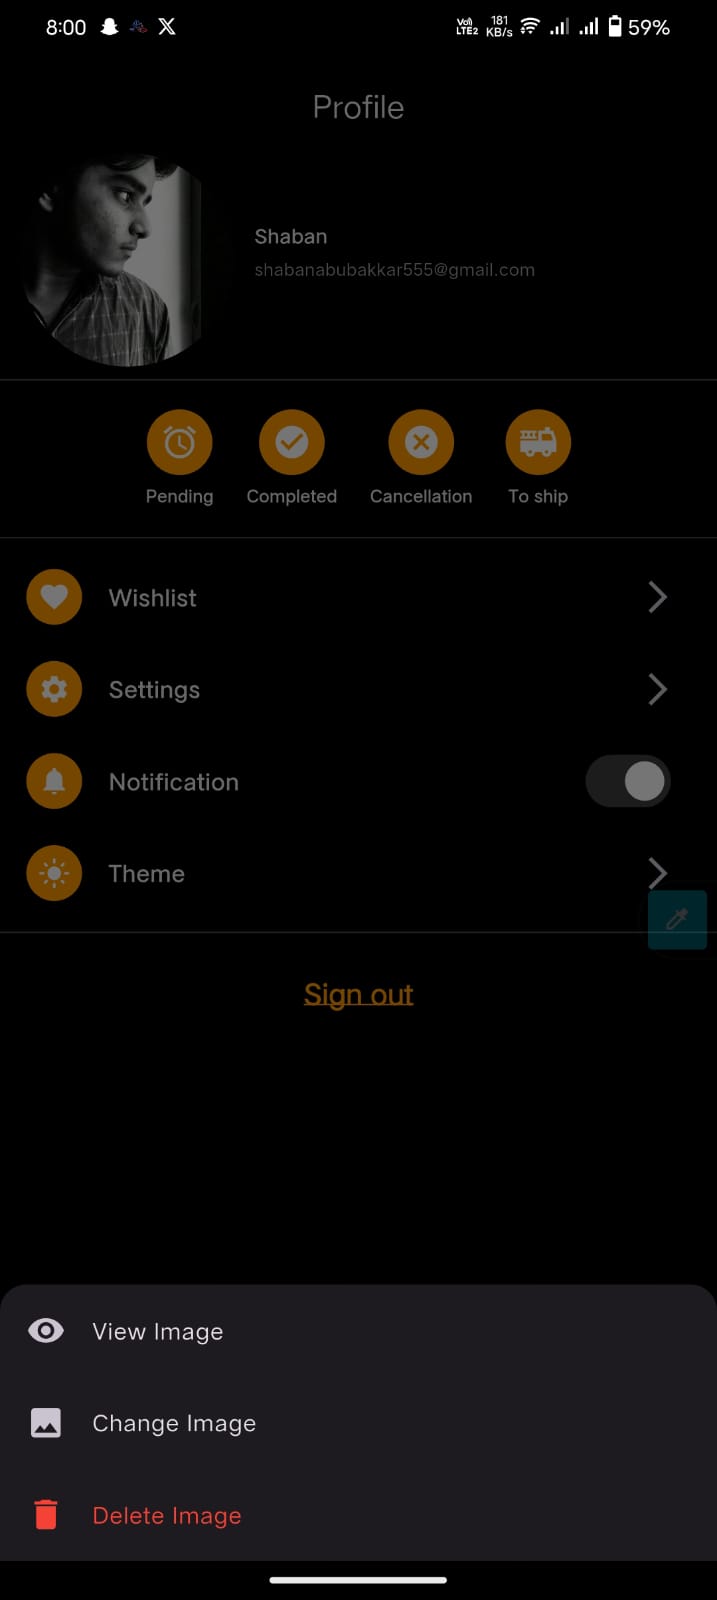 8:00 X Vo) LTE2 181 KB/s 59%
Profile
Shaban
shabanabubakkar555@gmail.com
Pending Completed Cancellation To ship
Wishlist
Settings
Notification
Theme
Sign out
View Image
Change Image
Delete Image